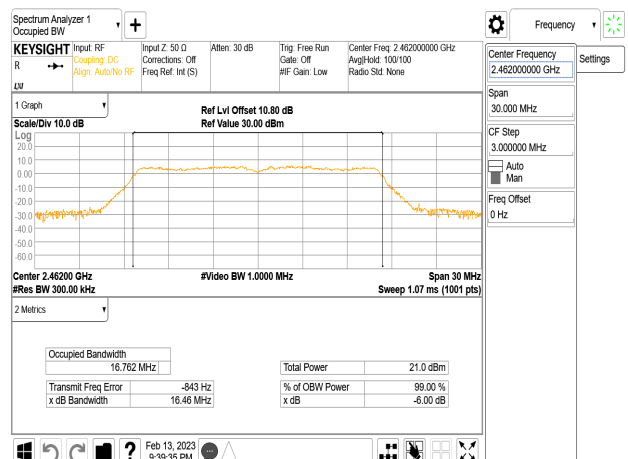 Spectrum Analyzer 1
Occupied BW
Frequency
KEYSIGHT
R
Input: RF
Coupling: DC
Align: Auto/No RF
Input Z: 50 Ω
Corrections: Off
Freq Ref: Int (S)
Atten: 30 dB
Trig: Free Run
Gate: Off
#IF Gain: Low
Center Freq: 2.462000000 GHz
Avg|Hold: 100/100
Radio Std: None
Center Frequency
2.462000000 GHz
Settings
Span
30.000 MHz
CF Step
3.000000 MHz
Auto
Man
Freq Offset
0 Hz
1 Graph
Scale/Div 10.0 dB
Ref Lvl Offset 10.80 dB
Ref Value 30.00 dBm
Log
20.0
10.0
0.00
-10.0
-20.0
-30.0
-40.0
-50.0
-60.0
Center 2.46200 GHz
#Video BW 1.0000 MHz
Span 30 MHz
#Res BW 300.00 kHz
Sweep 1.07 ms (1001 pts)
2 Metrics
Occupied Bandwidth
16.762 MHz
Total Power 21.0 dBm
Transmit Freq Error -843 Hz
% of OBW Power 99.00 %
x dB Bandwidth 16.46 MHz
x dB -6.00 dB
?
Feb 13, 2023
9:39:35 PM